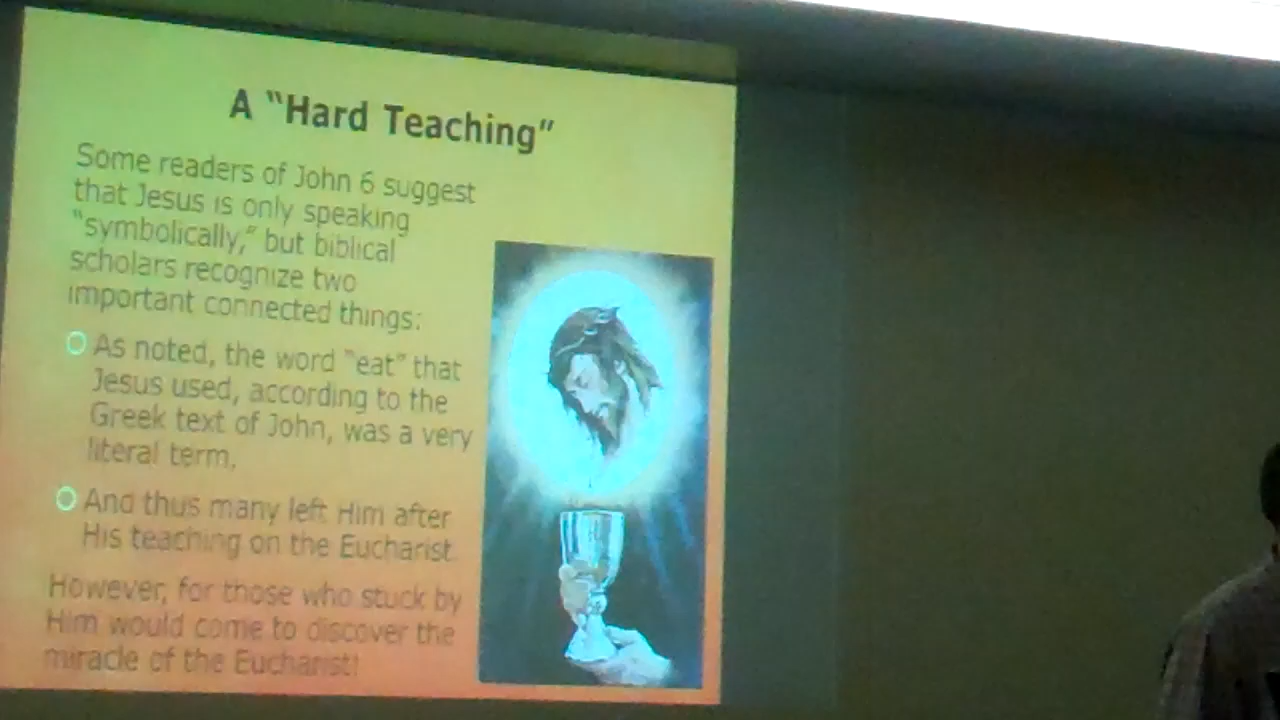 A “Hard Teaching”
Some readers of John 6 suggest
that Jesus is only speaking
“symbolically,” but biblical
scholars recognize two
important connected things:
As noted, the word “eat” that
Jesus used, according to the
Greek text of John, was a very
literal term.
And thus many left Him after
His teaching on the Eucharist.
However, for those who stuck by
Him would come to discover the
miracle of the Eucharist!